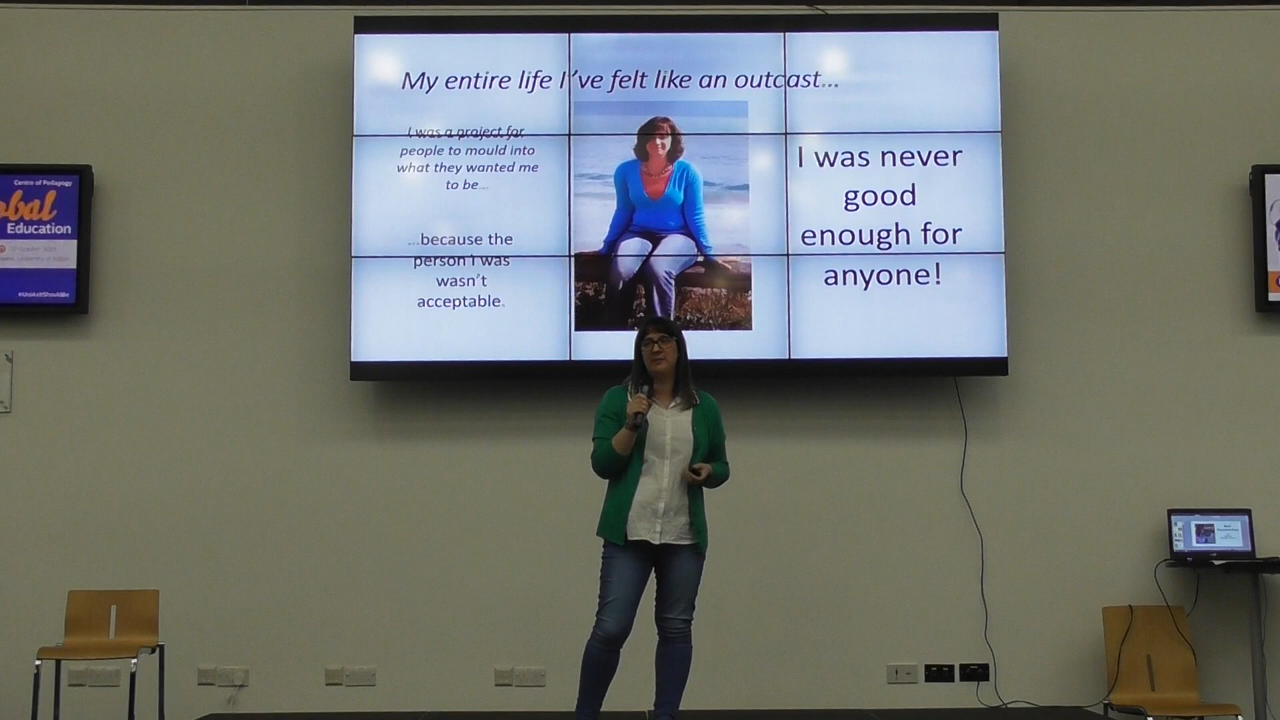 My entire life I've felt like an outcast...
I was a project for
people to mould into
what they wanted me
to be...
...because the
person I was
wasn't
acceptable.
I was never
good
enough for
anyone!
Centre of Pedagogy
obal
Education